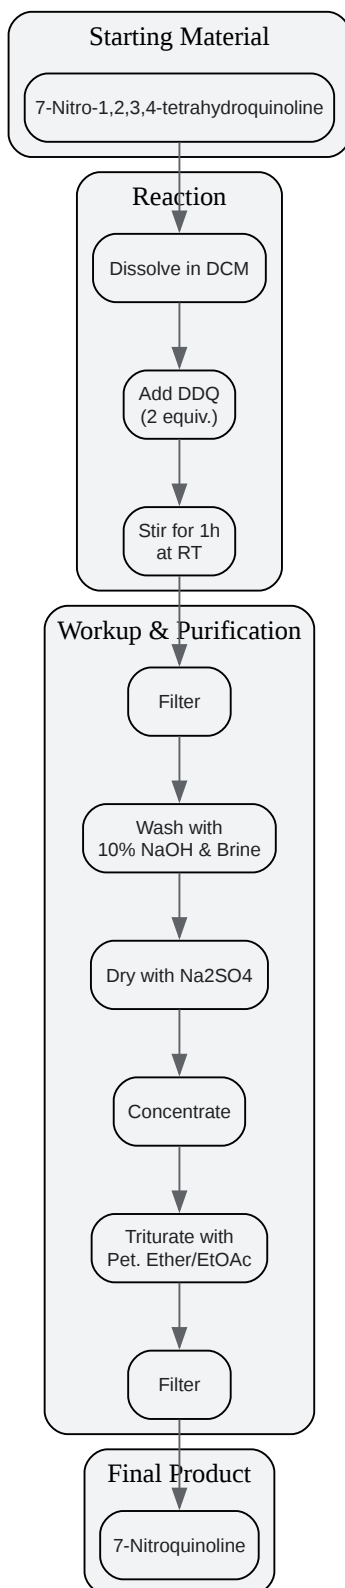 Starting Material
7-Nitro-1,2,3,4-tetrahydroquinoline
Reaction
Dissolve in DCM
Add DDQ
(2 equiv.)
Stir for 1h
at RT
Workup & Purification
Filter
Wash with
10% NaOH & Brine
Dry with Na2SO4
Concentrate
Triturate with
Pet. Ether/EtOAc
Filter
Final Product
7-Nitroquinoline